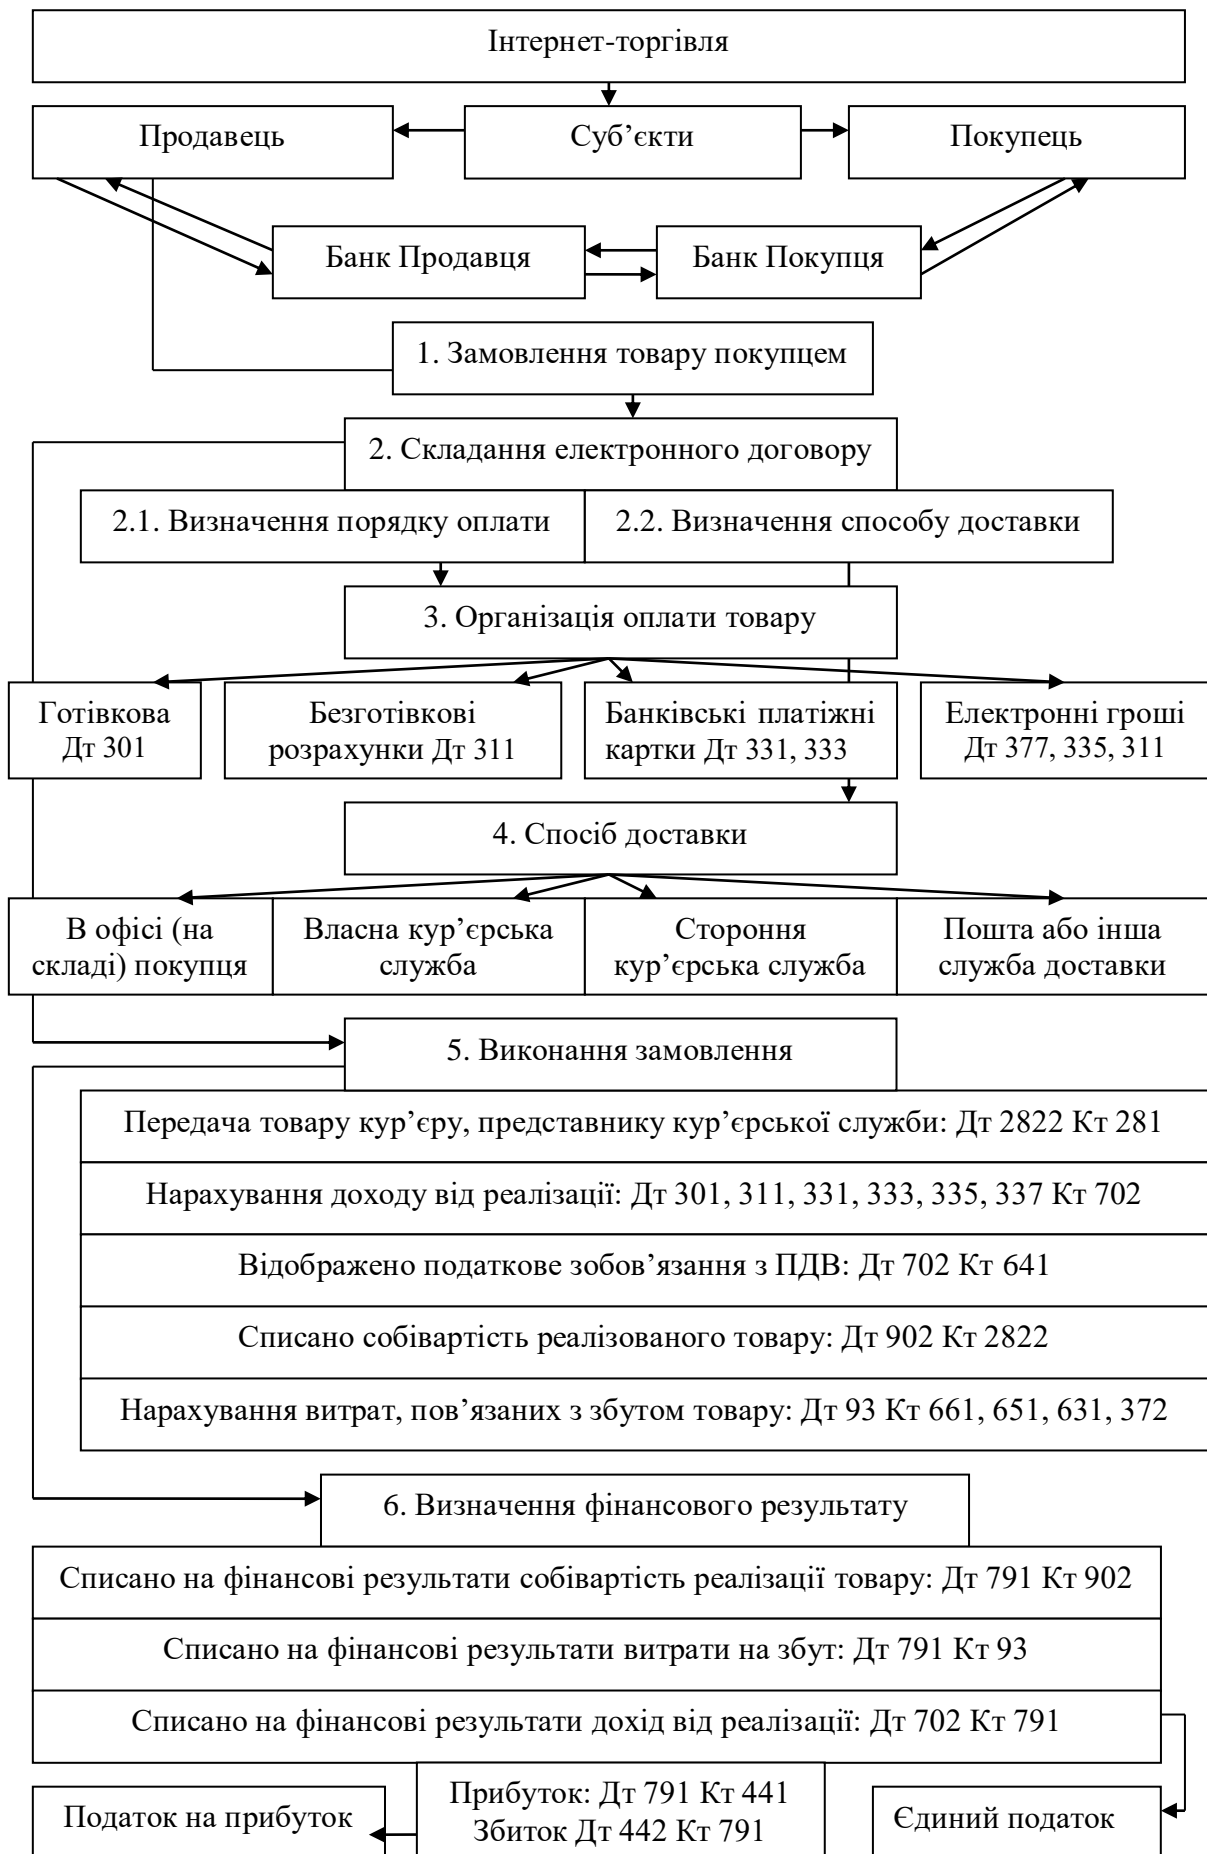 Інтернет-торгівля
Продавець
Суб’єкти
Покупець
Банк Продавця
Банк Покупця
1. Замовлення товару покупцем
2. Складання електронного договору
2.1. Визначення порядку оплати
2.2. Визначення способу доставки
3. Організація оплати товару
Готівкова
Дт 301
Безготівкові
розрахунки Дт 311
Банківські платіжні
картки Дт 331, 333
Електронні гроші
Дт 377, 335, 311
4. Спосіб доставки
В офісі (на
складі) покупця
Власна кур’єрська
служба
Стороння
кур’єрська служба
Пошта або інша
служба доставки
5. Виконання замовлення
Передача товару кур’єру, представнику кур’єрської служби: Дт 2822 Кт 281
Нарахування доходу від реалізації: Дт 301, 311, 331, 333, 335, 337 Кт 702
Відображено податкове зобов’язання з ПДВ: Дт 702 Кт 641
Списано собівартість реалізованого товару: Дт 902 Кт 2822
Нарахування витрат, пов’язаних з збутом товару: Дт 93 Кт 661, 651, 631, 372
6. Визначення фінансового результату
Списано на фінансові результати собівартість реалізації товару: Дт 791 Кт 902
Списано на фінансові результати витрати на збут: Дт 791 Кт 93
Списано на фінансові результати дохід від реалізації: Дт 702 Кт 791
Податок на прибуток
Прибуток: Дт 791 Кт 441
Збиток Дт 442 Кт 791
Єдиний податок